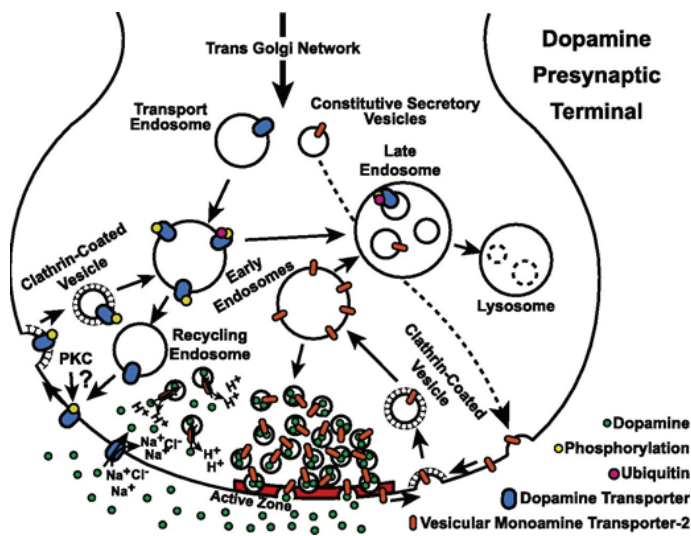 Trans Golgi Network
Dopamine
Presynaptic
Terminal
Transport
Endosome
Constitutive Secretory
Vesicles
Late
Endosome
Clathrin-Coated
Vesicle
Early
Endosomes
Lysosome
Recycling
Endosome
PKC
?
Clathrin-Coated
Vesicle
H+
H+
H+
H+
H+
H+
H+
Na+Cl-
Na+
Na+Cl-
Na+
Active Zone
Dopamine
Phosphorylation
Ubiquitin
Dopamine Transporter
Vesicular Monoamine Transporter-2